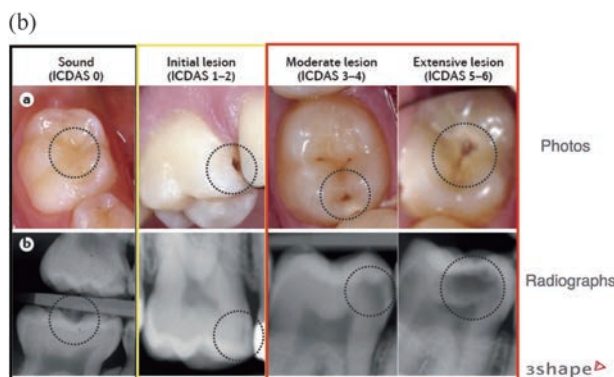 (b)
Sound
(ICDAS 0)
Initial lesion
(ICDAS 1–2)
Moderate lesion
(ICDAS 3–4)
Extensive lesion
(ICDAS 5–6)
a
Photos
b
Radiographs
3shape